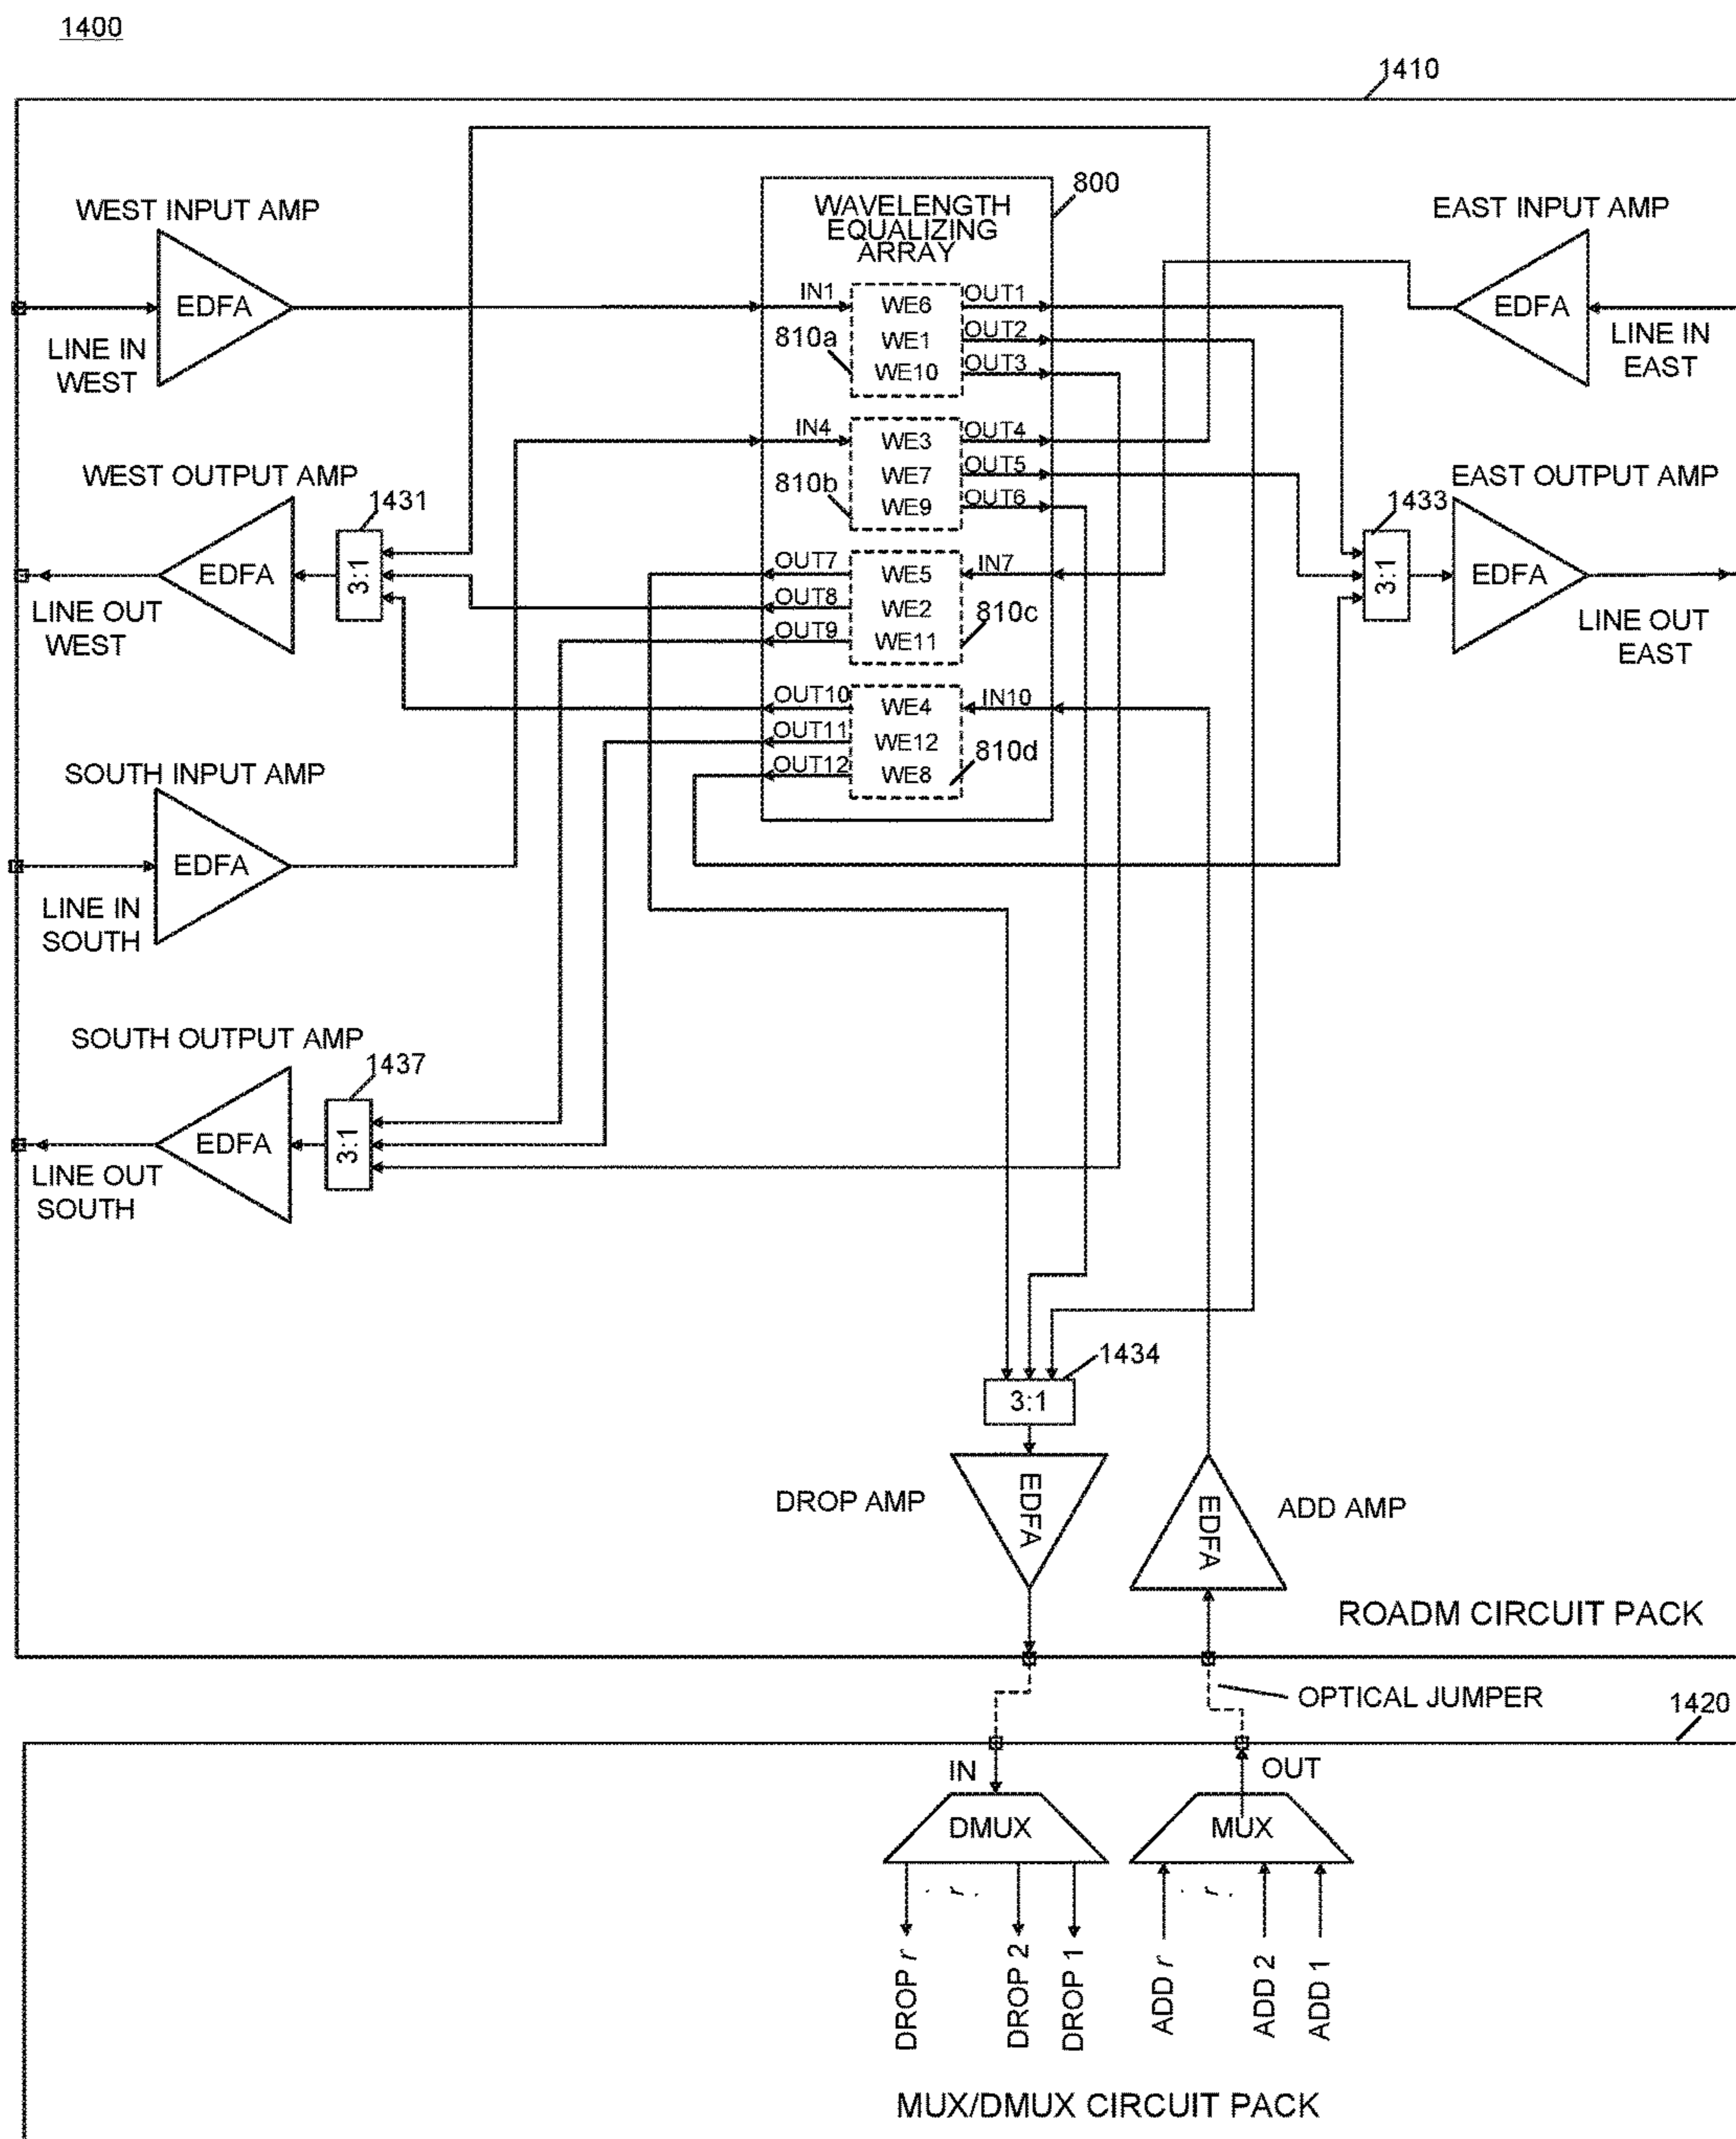 1400
1410
WEST INPUT AMP
EDFA
LINE IN
WEST
WAVELENGTH
EQUALIZING
ARRAY
800
EAST INPUT AMP
EDFA
LINE IN
EAST
IN1
WE6
OUT1
810a
WE1
OUT2
WE10
OUT3
IN4
WE3
OUT4
810b
WE7
OUT5
WE9
OUT6
WEST OUTPUT AMP
1431
EDFA
3:1
LINE OUT
WEST
OUT7
WE5
IN7
OUT8
WE2
OUT9
WE11
810c
EAST OUTPUT AMP
1433
3:1
EDFA
LINE OUT
EAST
OUT10
WE4
IN10
OUT11
WE12
OUT12
WE8
810d
SOUTH INPUT AMP
EDFA
LINE IN
SOUTH
SOUTH OUTPUT AMP
1437
EDFA
3:1
LINE OUT
SOUTH
1434
3:1
DROP AMP
EDFA
EDFA
ADD AMP
ROADM CIRCUIT PACK
OPTICAL JUMPER
1420
IN
OUT
DMUX
MUX
r
r
DROP r
DROP 2
DROP 1
ADD r
ADD 2
ADD 1
MUX/DMUX CIRCUIT PACK